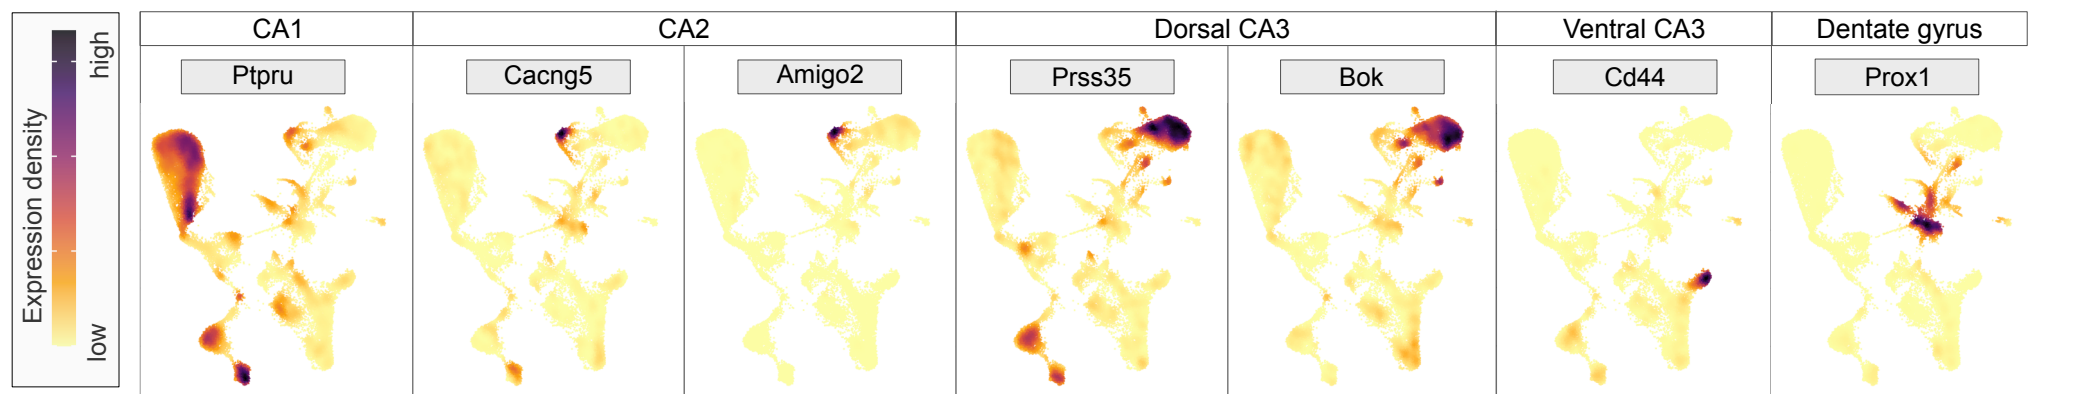 CA1
CA2
Dorsal CA3
Ventral CA3
Dentate gyrus
Ptpru
Cacng5
Amigo2
Prss35
Bok
Cd44
Prox1
Expression density
high
low